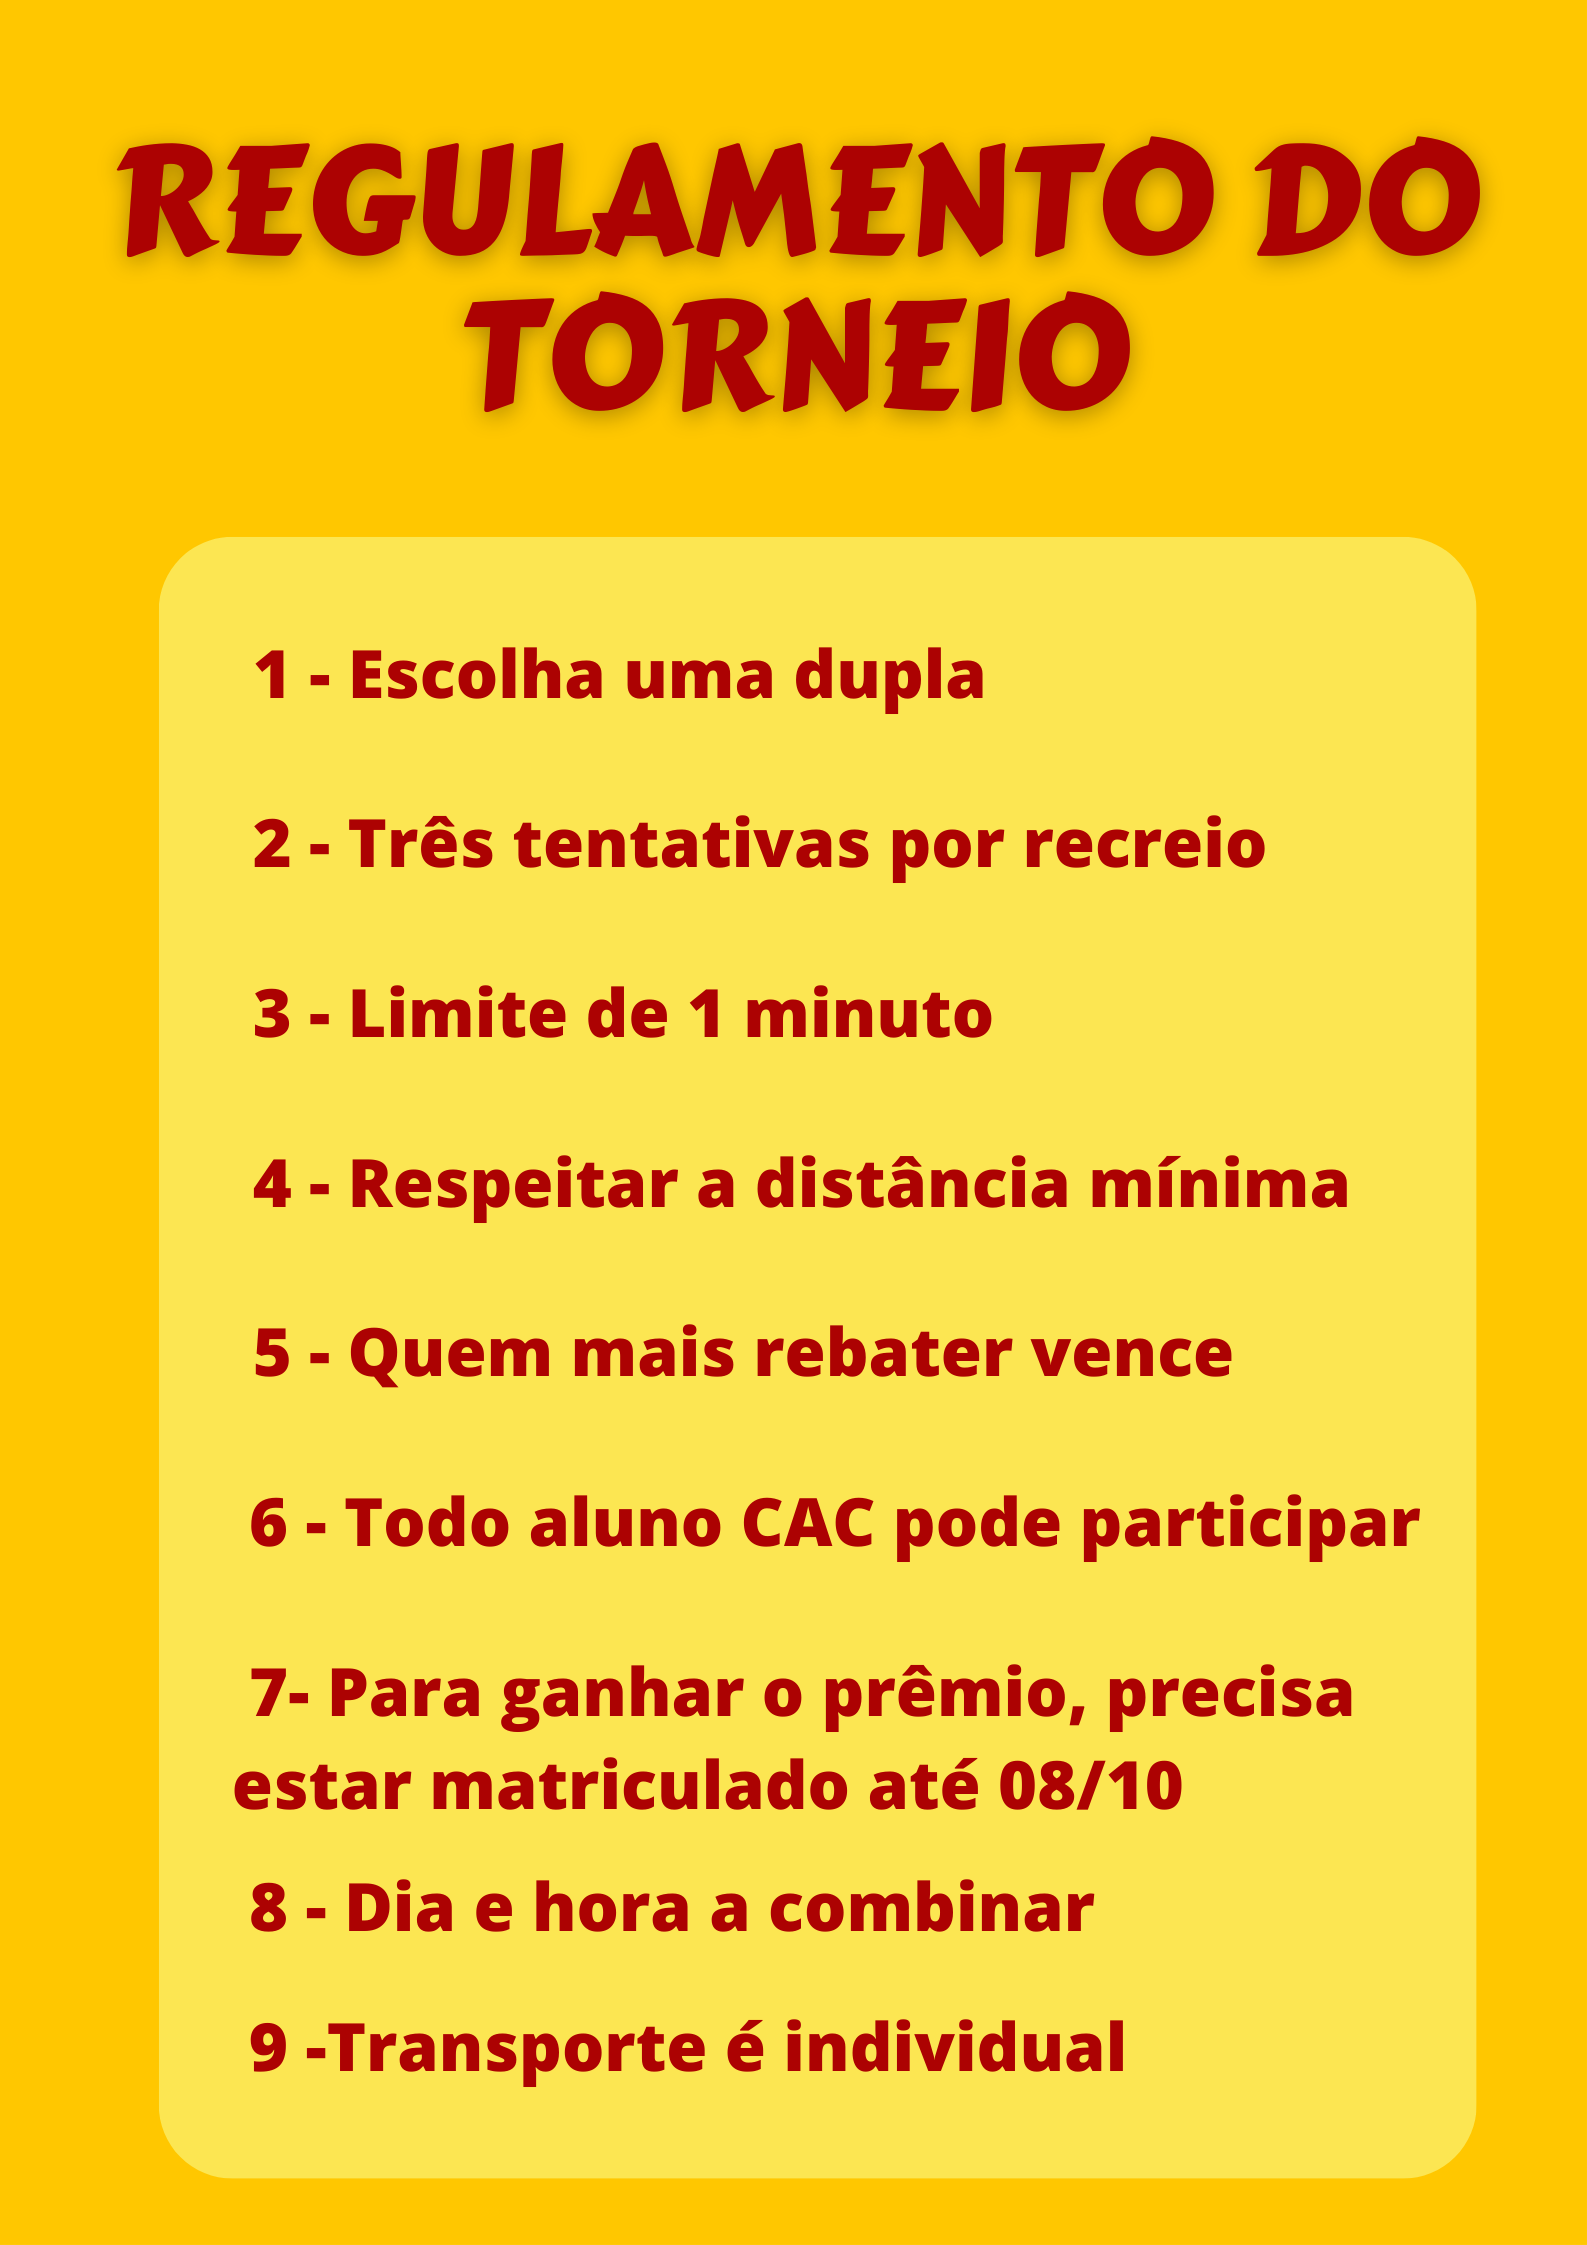 REGULAMENTO DO
TORNEIO
1 - Escolha uma dupla
2 - Três tentativas por recreio
3 - Limite de 1 minuto
4 - Respeitar a distância mínima
5 - Quem mais rebater vence
6 - Todo aluno CAC pode participar
7- Para ganhar o prêmio, precisa
estar matriculado até 08/10
8 - Dia e hora a combinar
9 -Transporte é individual